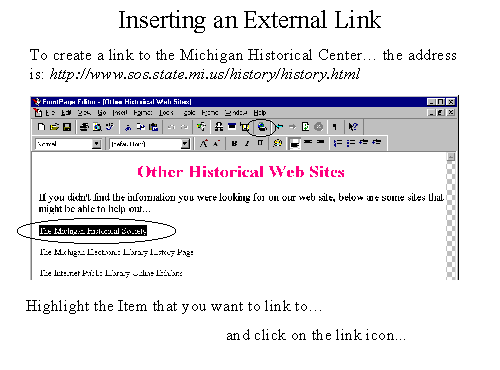 Inserting an External Link
To create a link to the Michigan Historical Center… the address
is: http://www.sos.state.mi.us/history/history.html
FrontPage Editor - [Other Historical Web Sites]
File Edit View Go Insert Format Tools Table Frame Window Help
Normal (default font)
Other Historical Web Sites
If you didn't find the information you were looking for on our web site, below are some sites that
might be able to help out...
The Michigan Historical Society
The Michigan Electronic Library History Page
The Internet Public Library Online Exhibits
Highlight the Item that you want to link to…
and click on the link icon...